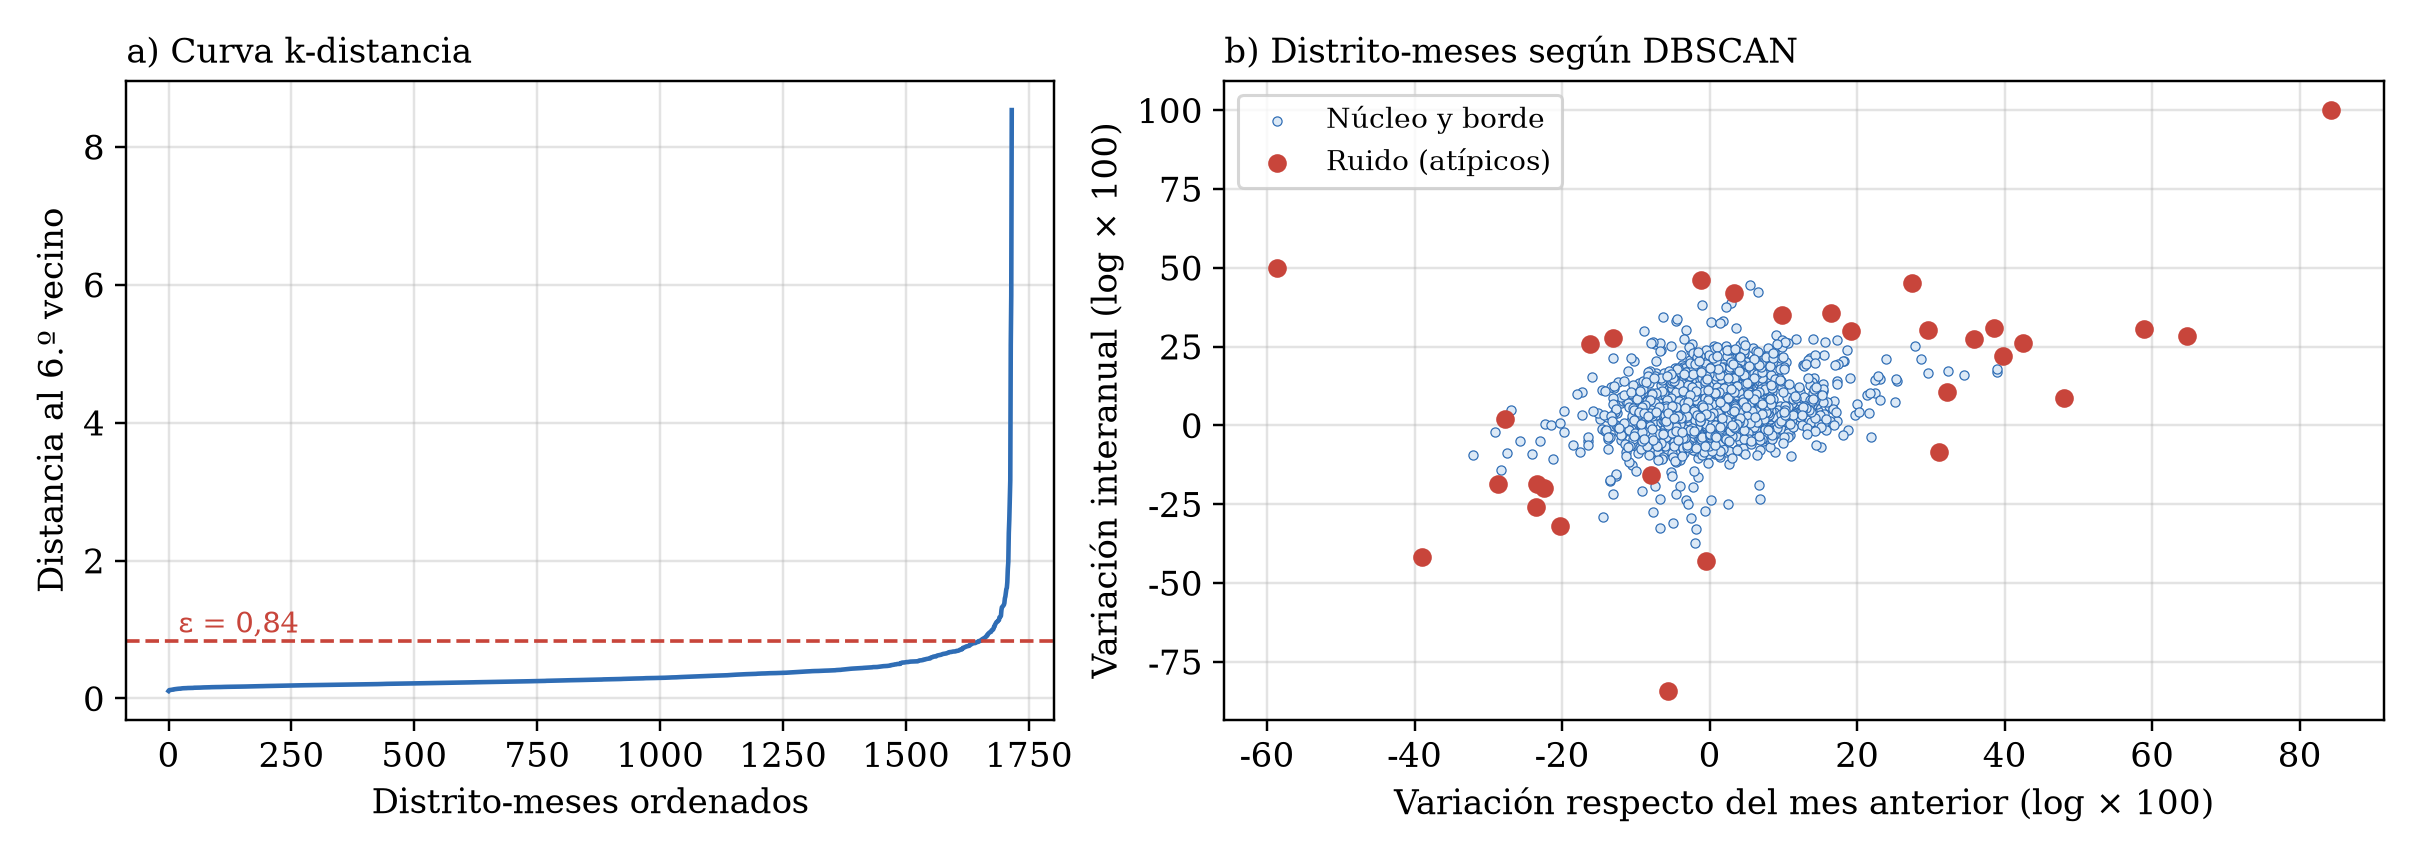 a) Curva k-distancia
Distancia al 6.º vecino
8
6
4
2
0
ε = 0,84
0 250 500 750 1000 1250 1500 1750
Distrito-meses ordenados
b) Distrito-meses según DBSCAN
Variación interanual (log × 100)
100
75
50
25
0
-25
-50
-75
Núcleo y borde
Ruido (atípicos)
-60 -40 -20 0 20 40 60 80
Variación respecto del mes anterior (log × 100)